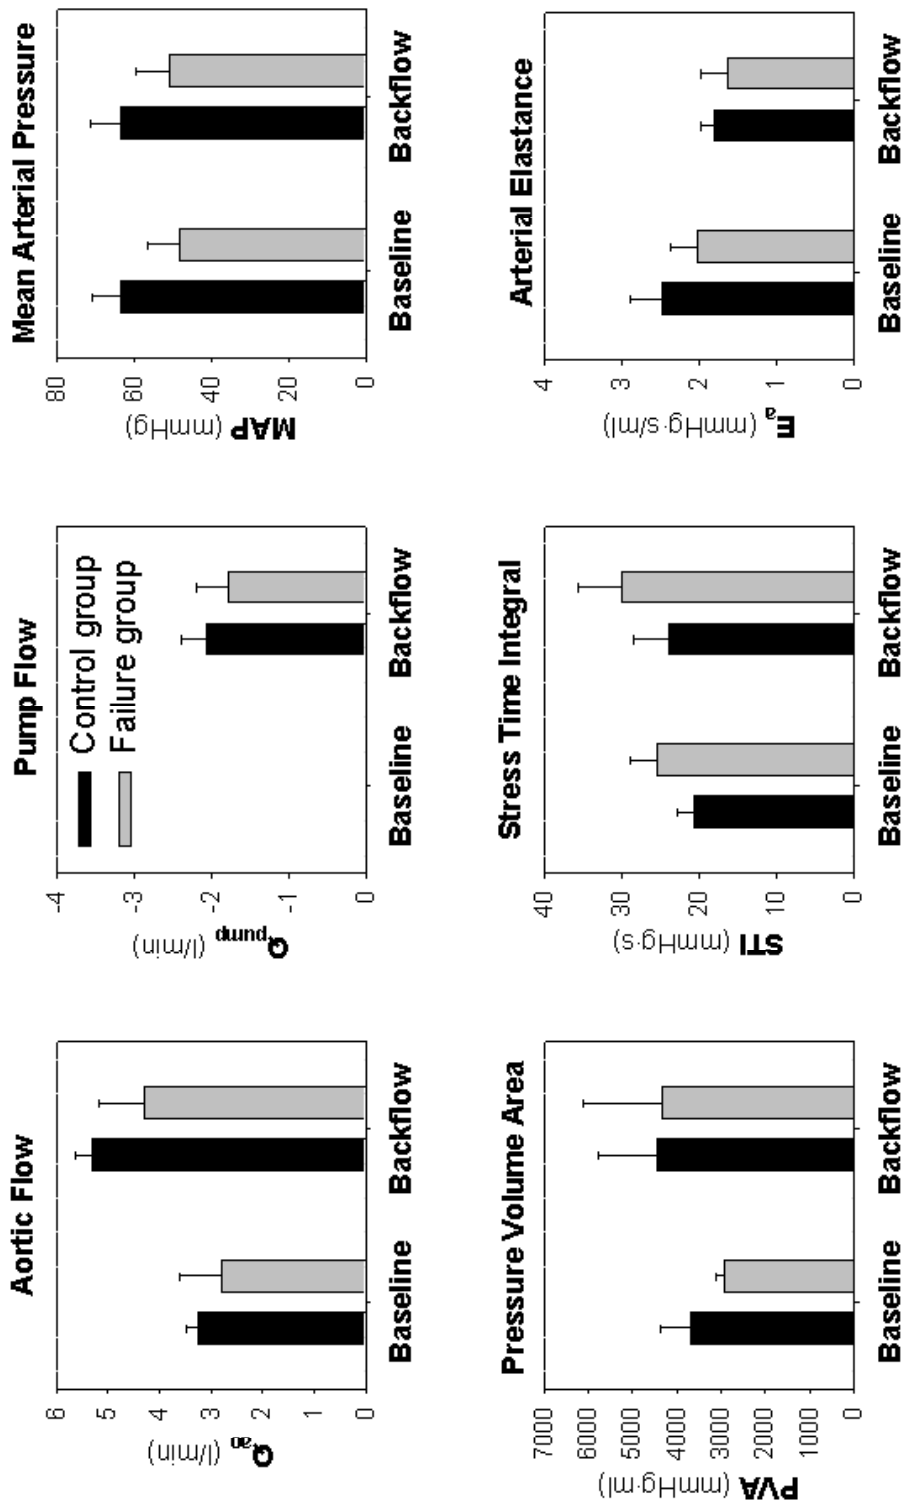 Aortic Flow
6
5
4
3
2
1
0
Q ao (l/min)
Baseline Backflow
Pump Flow
Control group
Failure group
-4
-3
-2
-1
0
Q pump (l/min)
Baseline Backflow
Mean Arterial Pressure
80
60
40
20
0
MAP (mmHg)
Baseline Backflow
Pressure Volume Area
7000
6000
5000
4000
3000
2000
1000
0
PVA (mmHg·ml)
Baseline Backflow
Stress Time Integral
40
30
20
10
0
STI (mmHg·s)
Baseline Backflow
Arterial Elastance
4
3
2
1
0
E a (mmHg·s/ml)
Baseline Backflow